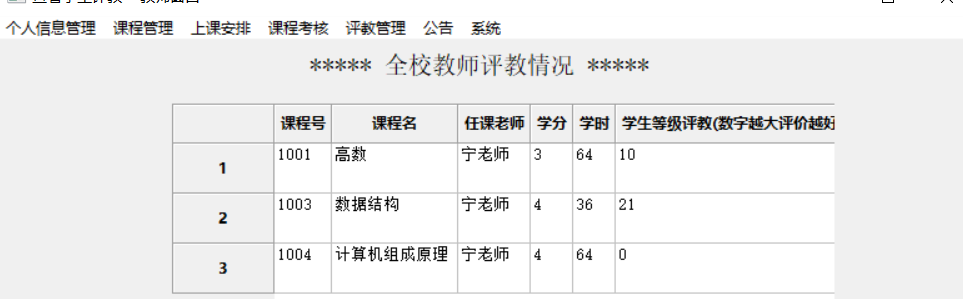 个人信息管理 课程管理 上课安排 课程考核 评教管理 公告 系统
***** 全校教师评教情况 *****
课程号 课程名 任课老师 学分 学时 学生等级评教(数字越大评价越好
1 1001 高数 宁老师 3 64 10
2 1003 数据结构 宁老师 4 36 21
3 1004 计算机组成原理 宁老师 4 64 0